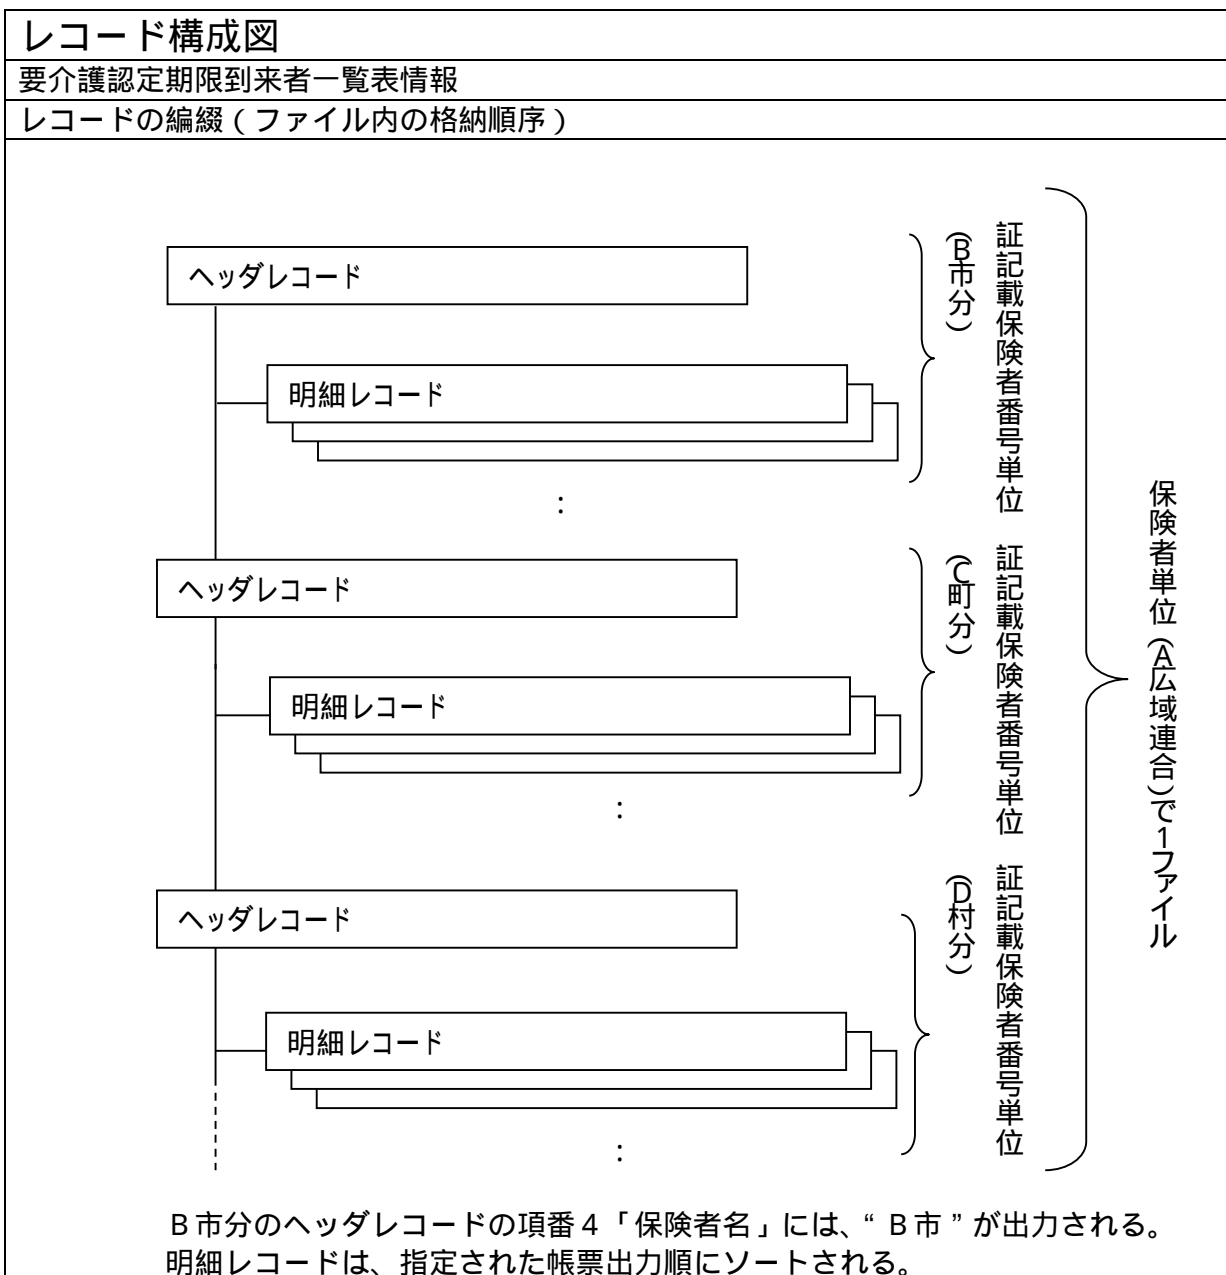 レコード構成図
要介護認定期限到来者一覧表情報
レコードの編綴（ファイル内の格納順序）
ヘッダレコード
明細レコード
：
証記載保険者番号単位
（Ｂ市分）
ヘッダレコード
明細レコード
：
証記載保険者番号単位
（Ｃ町分）
ヘッダレコード
明細レコード
：
証記載保険者番号単位
（Ｄ村分）
保険者単位（Ａ広域連合）で１ファイル
Ｂ市分のヘッダレコードの項番４「保険者名」には、“Ｂ市”が出力される。
明細レコードは、指定された帳票出力順にソートされる。